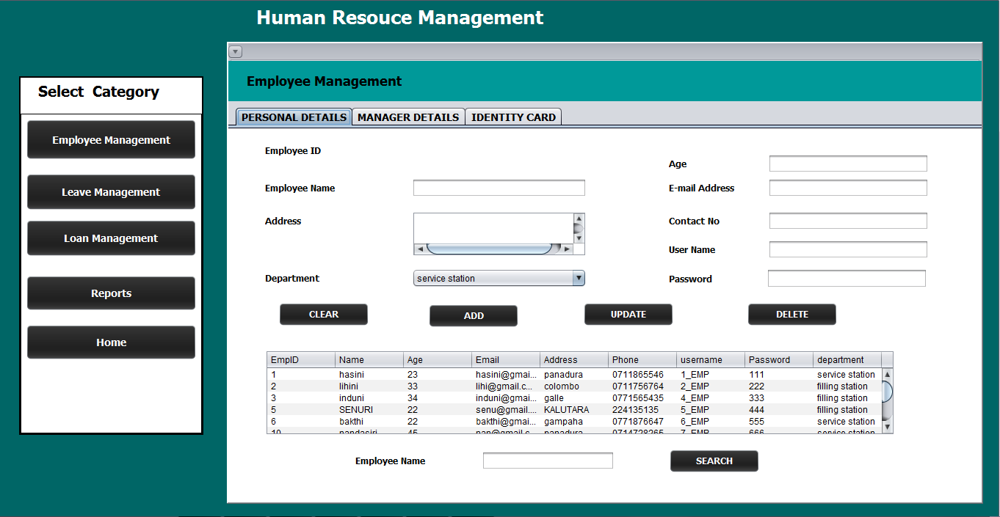 Human Resouce Management
Select Category
Employee Management
Leave Management
Loan Management
Reports
Home
Employee Management
PERSONAL DETAILS MANAGER DETAILS IDENTITY CARD
Employee ID
Age
Employee Name
E-mail Address
Address
Contact No
User Name
Department service station
Password
CLEAR ADD UPDATE DELETE
EmpID Name Age Email Address Phone username Password department
1 hasini 23 hasini@gmai... panadura 0711865546 1_EMP 111 service station
2 lihini 33 lihi@gmail.c... colombo 0711756764 2_EMP 222 filling station
3 induni 34 induni@gmai... galle 0771565435 4_EMP 333 filling station
5 SENURI 22 senu@gmail.... KALUTARA 224135135 5_EMP 444 filling station
6 bakthi 22 bakthi@gmai... gampaha 0771876647 6_EMP 555 service station
10 nandasiri 45 nan@gmail.c... panadura 0714728265 7_EMP 666 service station
Employee Name SEARCH